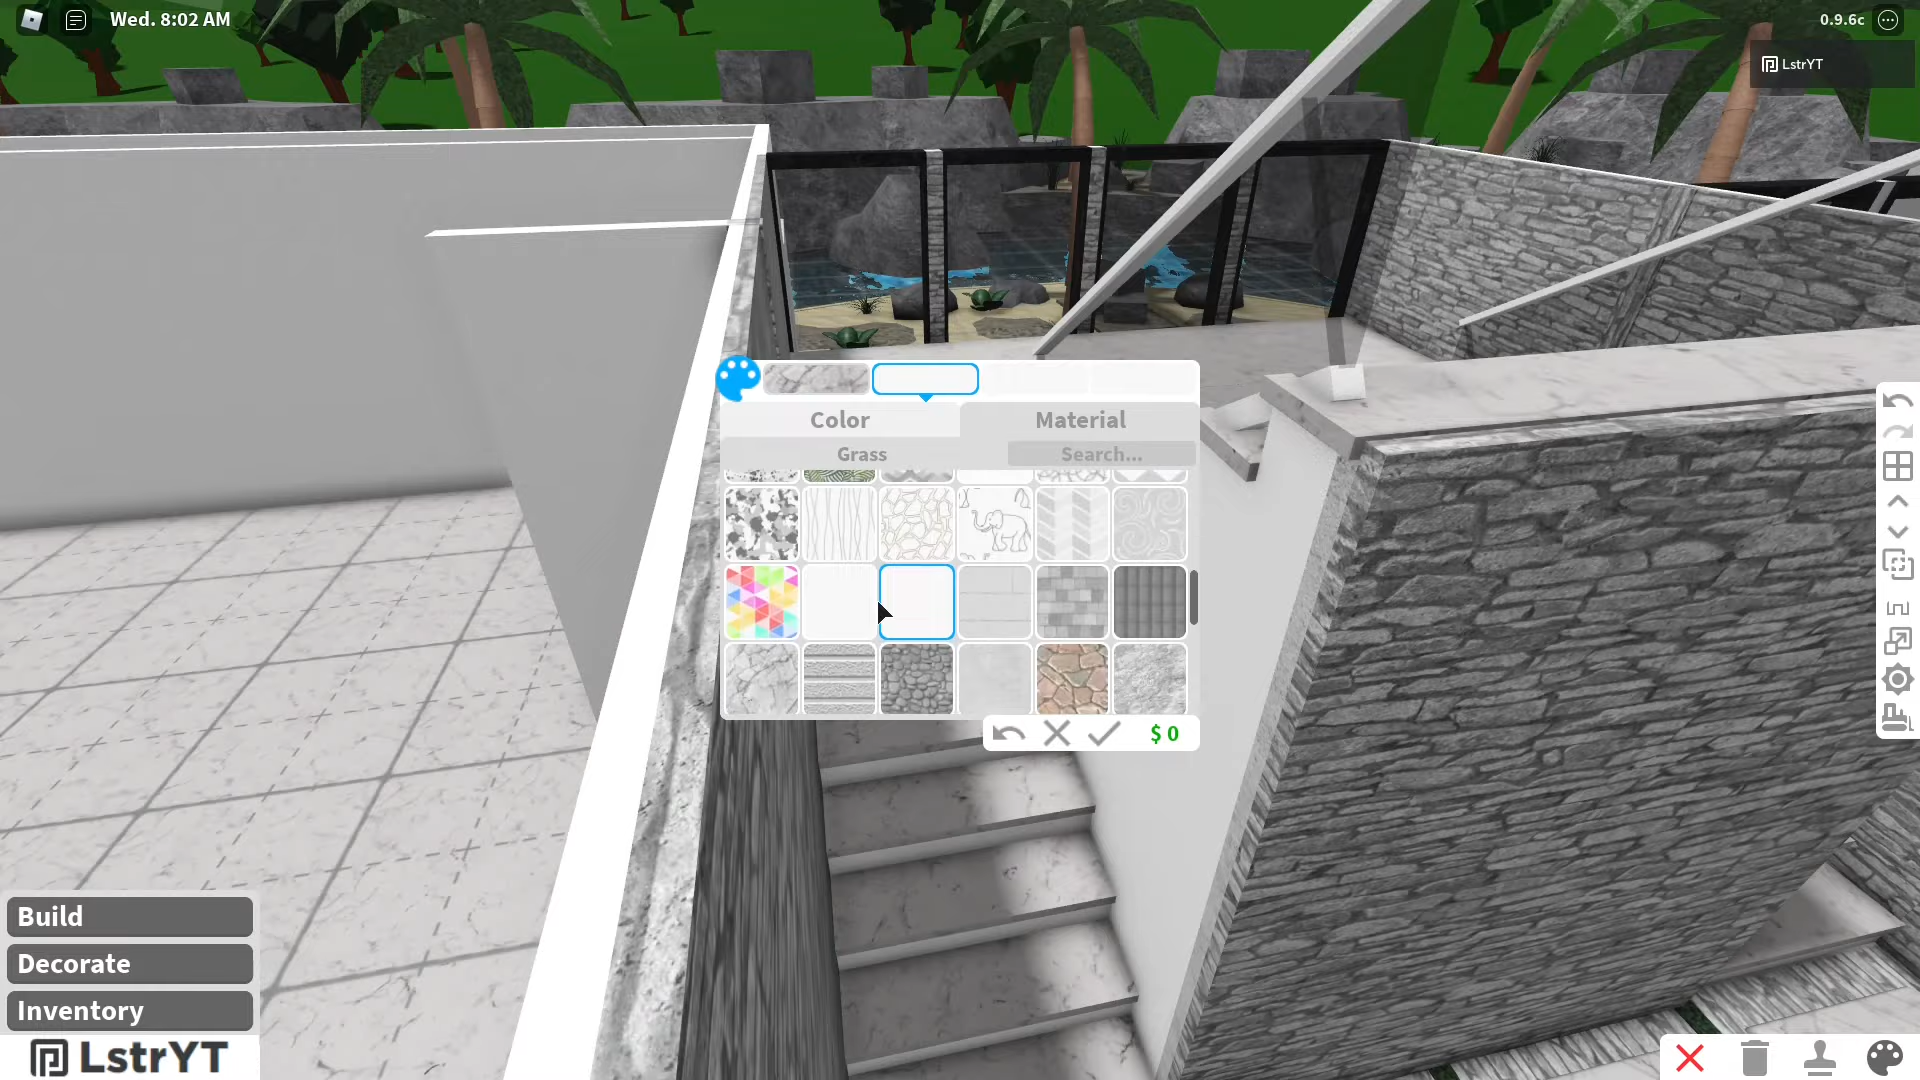 Wed. 8:02 AM
0.9.6c
LstrYT
Color
Material
Grass
Search...
$ 0
Build
Decorate
Inventory
LstrYT